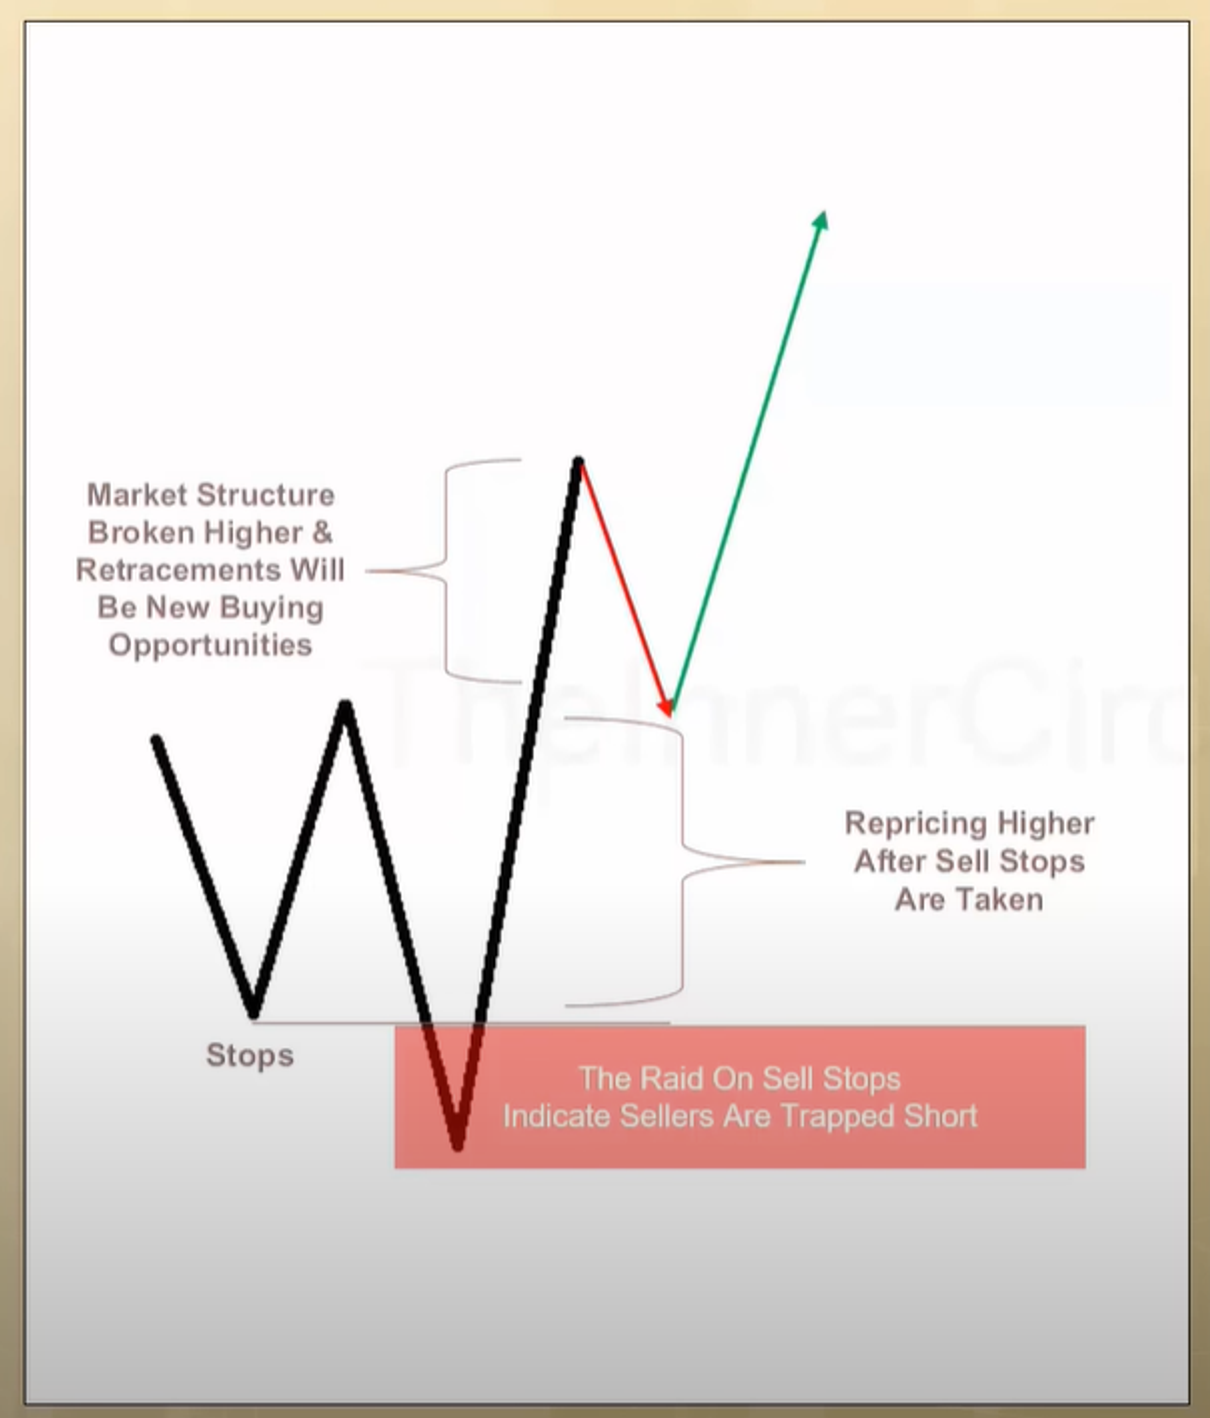 Market Structure
Broken Higher &
Retracements Will
Be New Buying
Opportunities
TheInnerCirc
Repricing Higher
After Sell Stops
Are Taken
Stops
The Raid On Sell Stops
Indicate Sellers Are Trapped Short